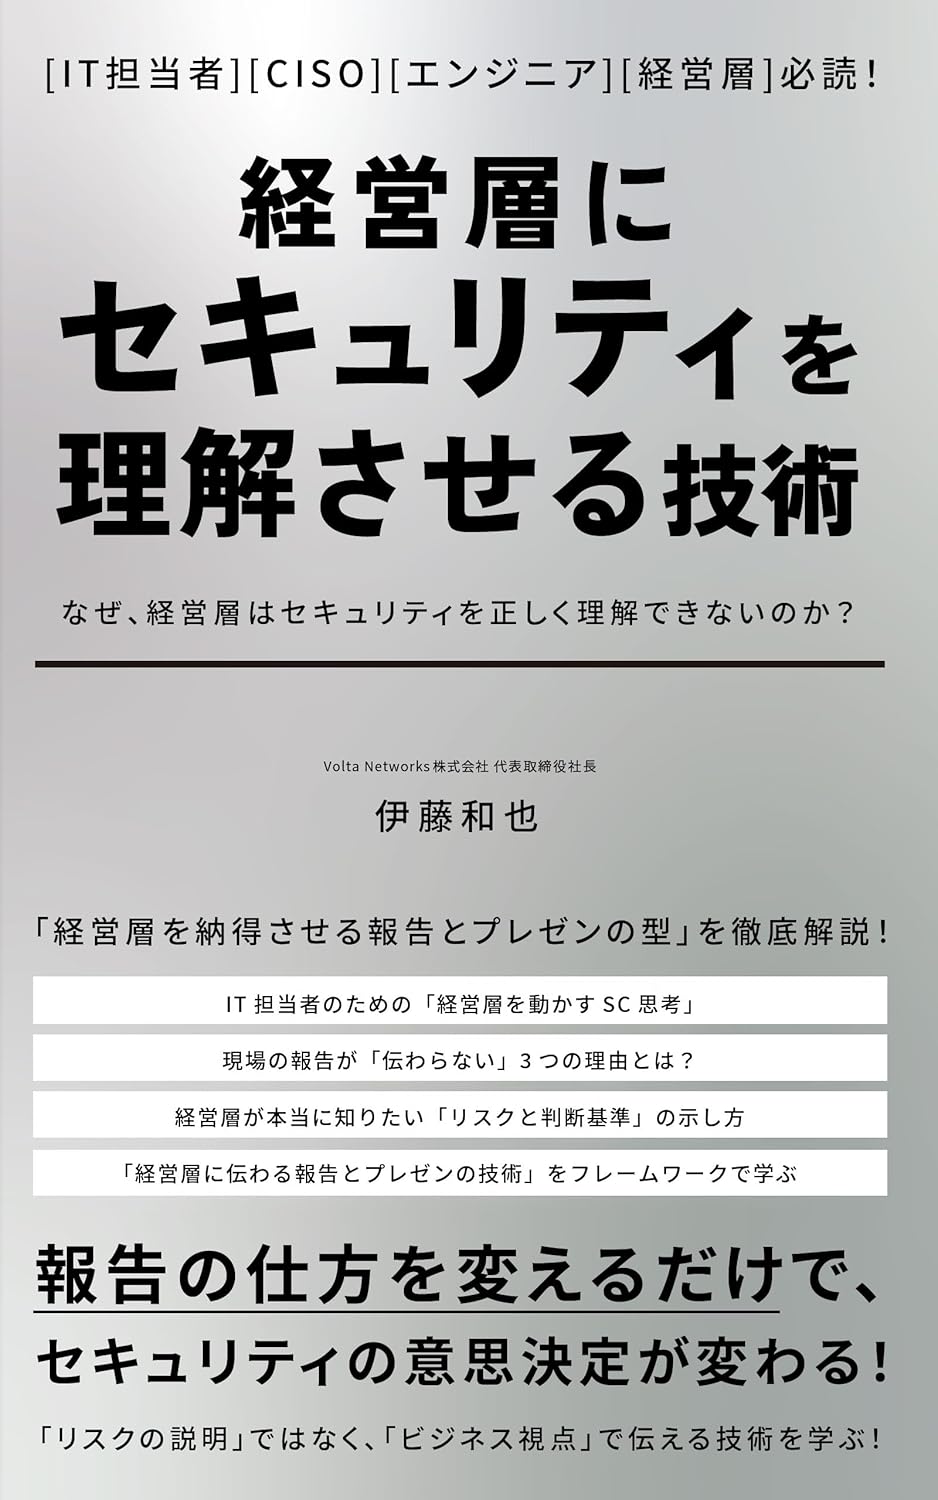 [IT担当者][CISO][エンジニア][経営層]必読！
経営層に
セキュリティを
理解させる技術
なぜ、経営層はセキュリティを正しく理解できないのか？
Volta Networks株式会社 代表取締役社長
伊藤和也
「経営層を納得させる報告とプレゼンの型」を徹底解説！
IT 担当者のための「経営層を動かす SC 思考」
現場の報告が「伝わらない」3 つの理由とは？
経営層が本当に知りたい「リスクと判断基準」の示し方
「経営層に伝わる報告とプレゼンの技術」をフレームワークで学ぶ
報告の仕方を変えるだけで、
セキュリティの意思決定が変わる！
「リスクの説明」ではなく、「ビジネス視点」で伝える技術を学ぶ！